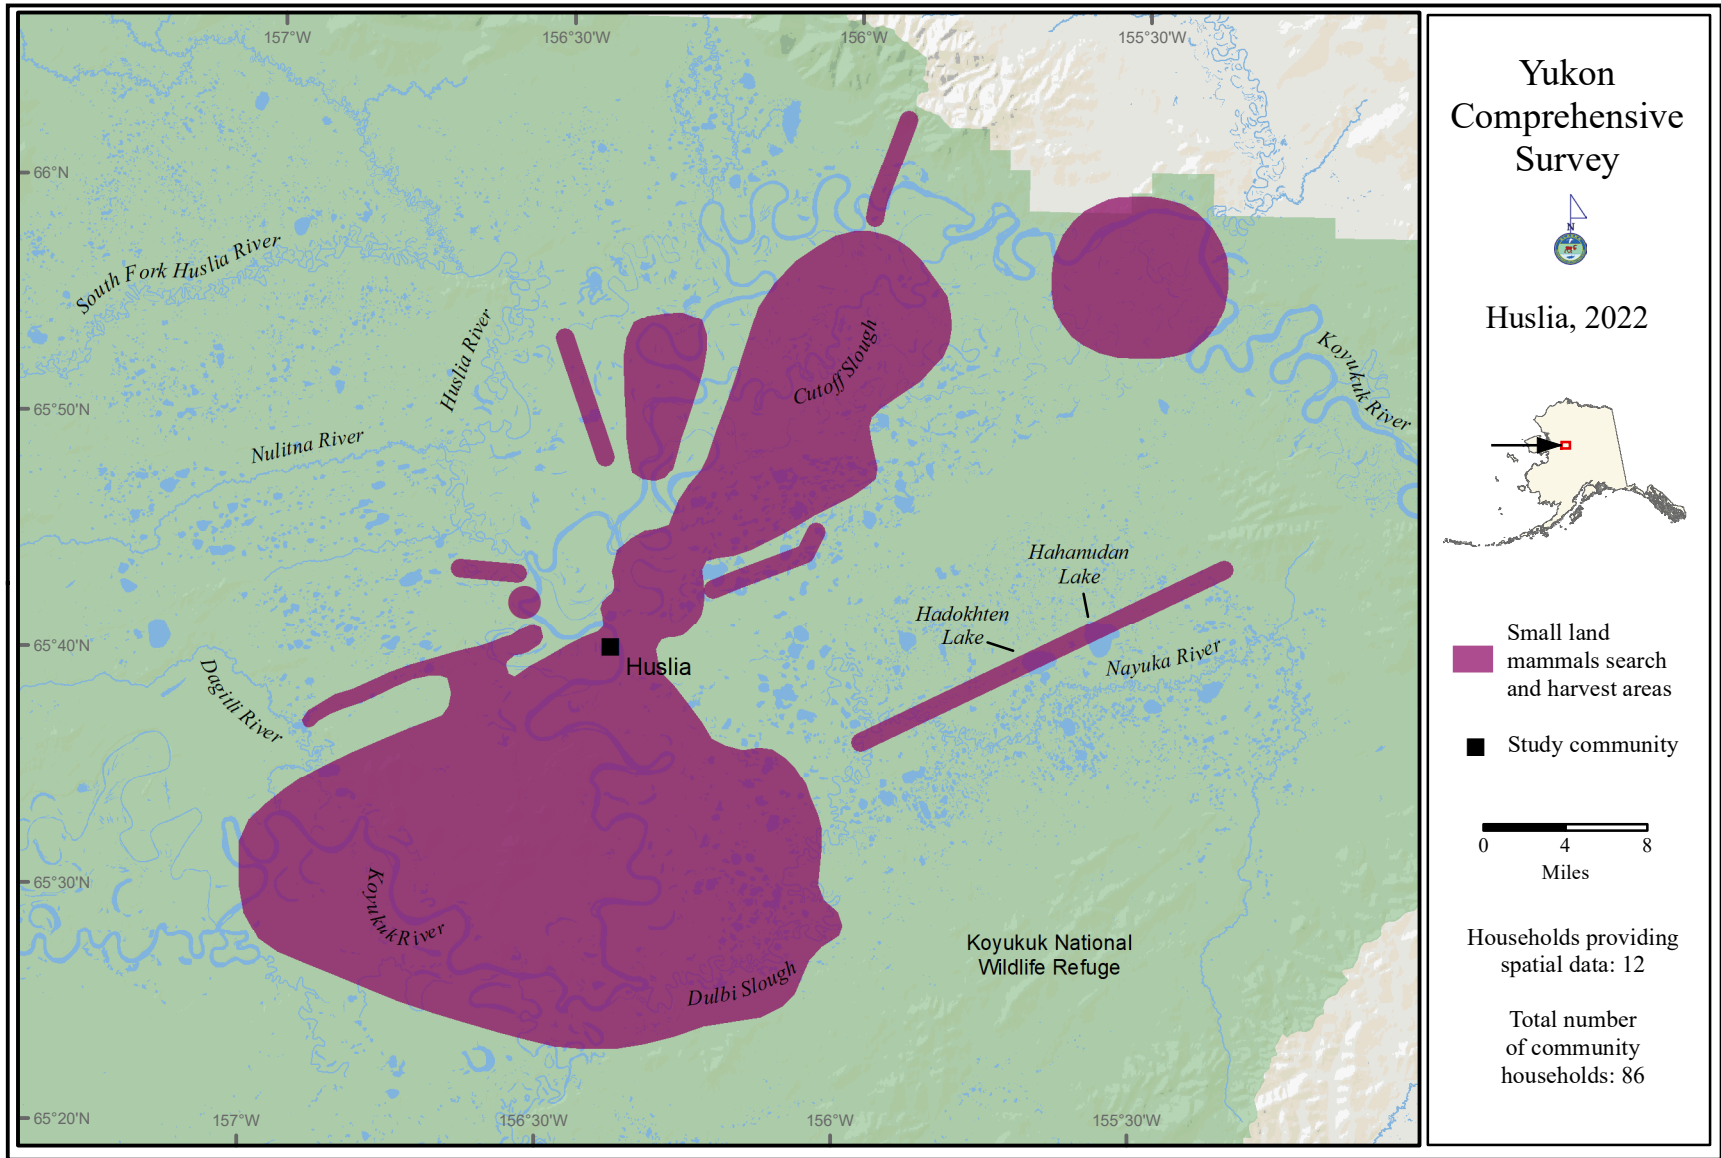 157°W
156°30'W
156°W
155°30'W
66°N
South Fork Huslia River
Huslia River
Koyukuk River
Cutoff Slough
65°50'N
Nulitna River
Hahanudan
Lake
Hadokhten
Lake
65°40'N
Huslia
Nayuka River
Dagitli River
65°30'N
Koyukuk River
Koyukuk National
Wildlife Refuge
Dulbi Slough
65°20'N
157°W
156°30'W
156°W
155°30'W
Yukon
Comprehensive
Survey
N
Huslia, 2022
Small land
mammals search
and harvest areas
Study community
0 4 8
Miles
Households providing
spatial data: 12
Total number
of community
households: 86